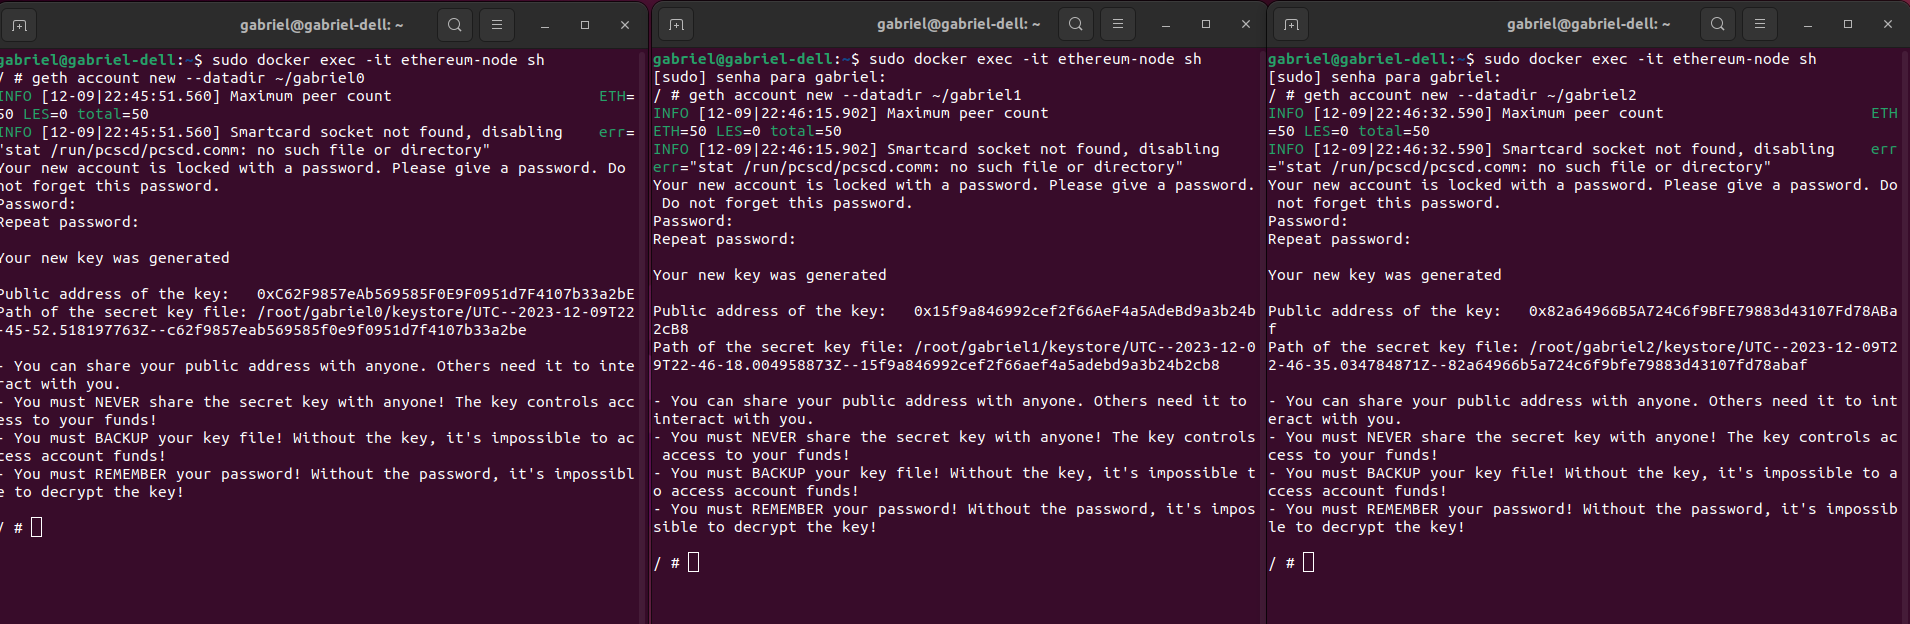 gabriel@gabriel-dell: ~
gabriel@gabriel-dell:~$ sudo docker exec -it ethereum-node sh
/ # geth account new --datadir ~/gabriel0
INFO [12-09|22:45:51.560] Maximum peer count ETH=
50 LES=0 total=50
INFO [12-09|22:45:51.560] Smartcard socket not found, disabling err=
"stat /run/pcscd/pcscd.comm: no such file or directory"
Your new account is locked with a password. Please give a password. Do
not forget this password.
Password:
Repeat password:
Your new key was generated
Public address of the key: 0xC62F9857eAb569585F0E9F0951d7F4107b33a2bE
Path of the secret key file: /root/gabriel0/keystore/UTC--2023-12-09T22
-45-52.518197763Z--c62f9857eab569585f0e9f0951d7f4107b33a2be
- You can share your public address with anyone. Others need it to inte
ract with you.
- You must NEVER share the secret key with anyone! The key controls acc
ess to your funds!
- You must BACKUP your key file! Without the key, it's impossible to ac
cess account funds!
- You must REMEMBER your password! Without the password, it's impossibl
e to decrypt the key!
/ #
gabriel@gabriel-dell: ~
gabriel@gabriel-dell:~$ sudo docker exec -it ethereum-node sh
[sudo] senha para gabriel:
/ # geth account new --datadir ~/gabriel1
INFO [12-09|22:46:15.902] Maximum peer count
ETH=50 LES=0 total=50
INFO [12-09|22:46:15.902] Smartcard socket not found, disabling
err="stat /run/pcscd/pcscd.comm: no such file or directory"
Your new account is locked with a password. Please give a password.
Do not forget this password.
Password:
Repeat password:
Your new key was generated
Public address of the key: 0x15f9a846992cef2f66AeF4a5AdeBd9a3b24b
2cB8
Path of the secret key file: /root/gabriel1/keystore/UTC--2023-12-0
9T22-46-18.004958873Z--15f9a846992cef2f66aef4a5adebd9a3b24b2cb8
- You can share your public address with anyone. Others need it to
interact with you.
- You must NEVER share the secret key with anyone! The key controls
access to your funds!
- You must BACKUP your key file! Without the key, it's impossible t
o access account funds!
- You must REMEMBER your password! Without the password, it's impos
sible to decrypt the key!
/ #
gabriel@gabriel-dell: ~
gabriel@gabriel-dell:~$ sudo docker exec -it ethereum-node sh
[sudo] senha para gabriel:
/ # geth account new --datadir ~/gabriel2
INFO [12-09|22:46:32.590] Maximum peer count ETH
=50 LES=0 total=50
INFO [12-09|22:46:32.590] Smartcard socket not found, disabling err
="stat /run/pcscd/pcscd.comm: no such file or directory"
Your new account is locked with a password. Please give a password. Do
not forget this password.
Password:
Repeat password:
Your new key was generated
Public address of the key: 0x82a64966B5A724C6f9BFE79883d43107Fd78ABa
f
Path of the secret key file: /root/gabriel2/keystore/UTC--2023-12-09T2
2-46-35.034784871Z--82a64966b5a724c6f9bfe79883d43107fd78abaf
- You can share your public address with anyone. Others need it to int
eract with you.
- You must NEVER share the secret key with anyone! The key controls ac
cess to your funds!
- You must BACKUP your key file! Without the key, it's impossible to a
ccess account funds!
- You must REMEMBER your password! Without the password, it's impossib
le to decrypt the key!
/ #